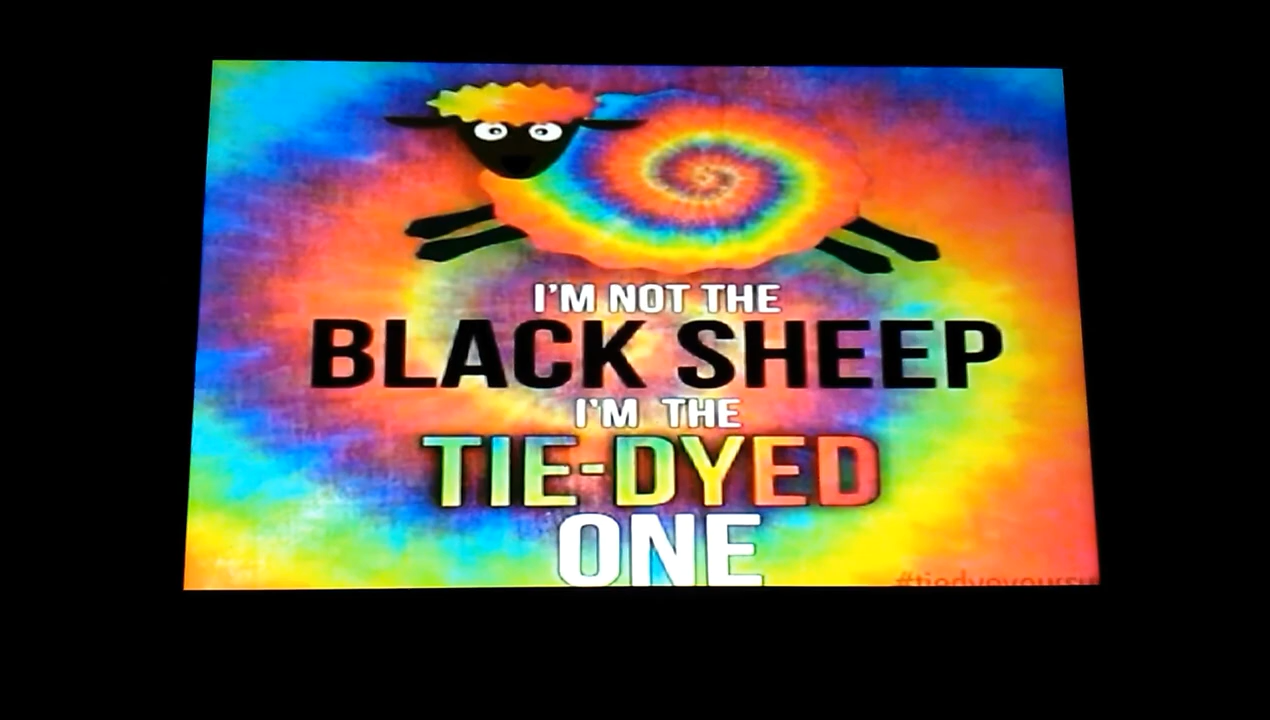 I'M NOT THE
BLACK SHEEP
I'M THE
TIE-DYED
ONE